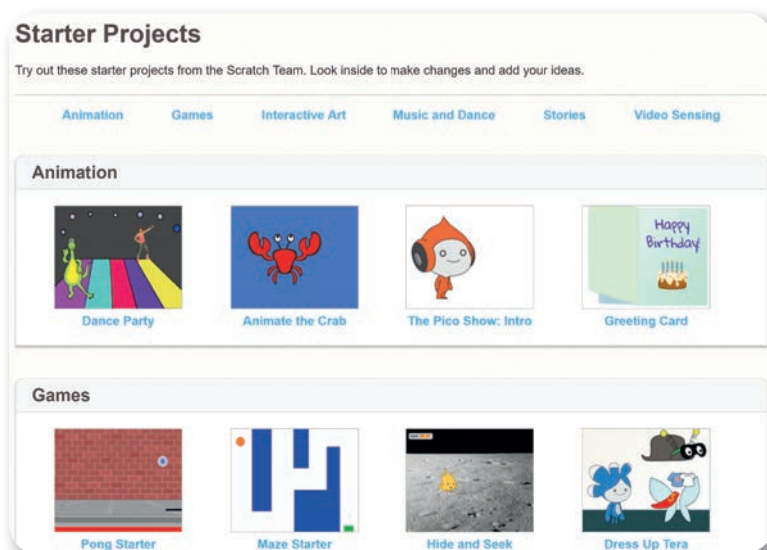 Starter Projects
Try out these starter projects from the Scratch Team. Look inside to make changes and add your ideas.
Animation Games Interactive Art Music and Dance Stories Video Sensing
Animation
Happy
Birthday!
Dance Party Animate the Crab The Pico Show: Intro Greeting Card
Games
Pong Starter Maze Starter Hide and Seek Dress Up Tera